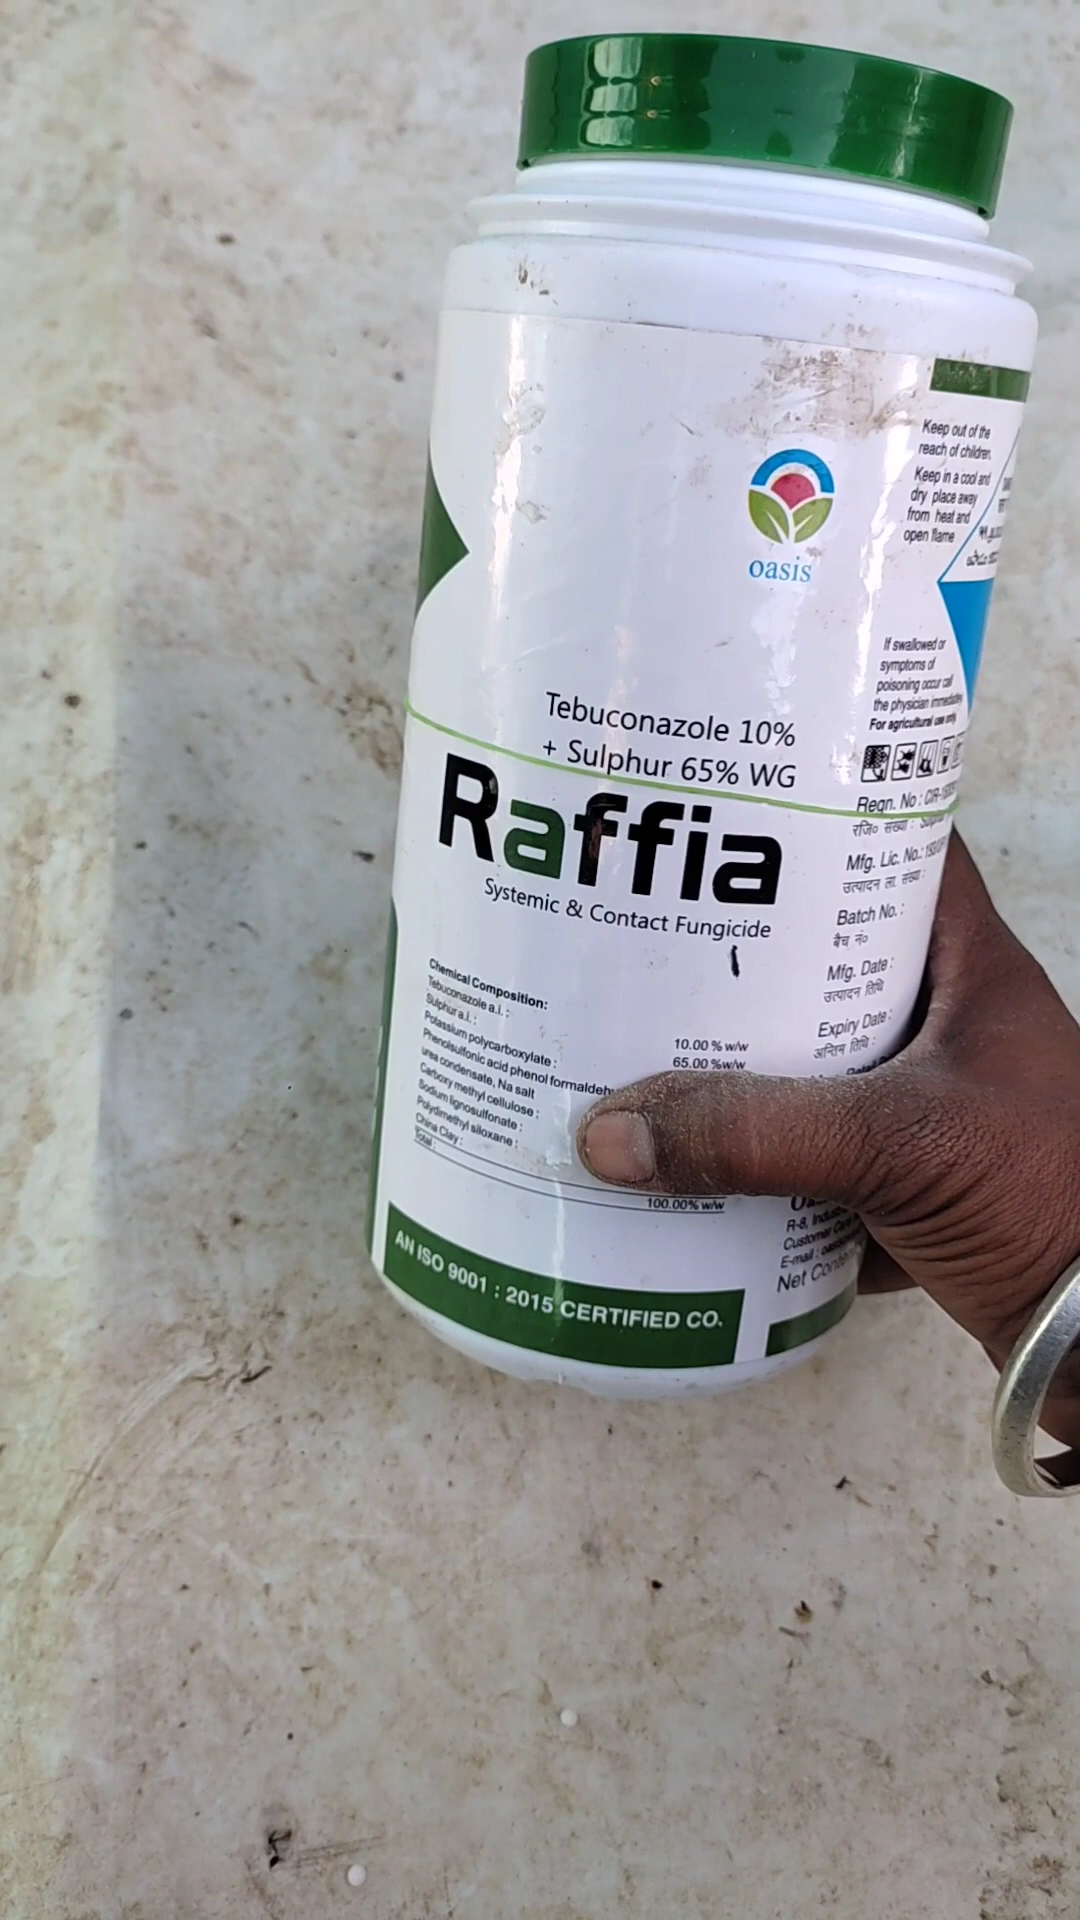 oasis
Tebuconazole 10%
+ Sulphur 65% WG
Raffia
Systemic & Contact Fungicide
Chemical Composition:
Tebuconazole a.i. :
10.00 % w/w
Sulphur a.i. :
65.00 %w/w
Potassium polycarboxylate :
Phenolsulfonic acid phenol
urea condensate, Na salt
Carboxy methyl cellulose :
Sodium lignosulfonate :
Polydimethyl siloxane :
China Clay :
Total :
100.00% w/w
AN ISO 9001 : 2015 CERTIFIED CO.
Keep out of the
reach of children.
Keep in a cool and
dry place away
from heat and
open flame
If swallowed or
symptoms of
poisoning occur call
the physician immediately
For agricultural use only.
Regn. No :
रजि० संख्या :
Mfg. Lic. No.:
उत्पादन ला. संख्या :
Batch No. :
बैच नं०
Mfg. Date :
उत्पादन तिथि
Expiry Date :
अन्तिम तिथि :
R-8,
Customer Care
E-mail :
Net